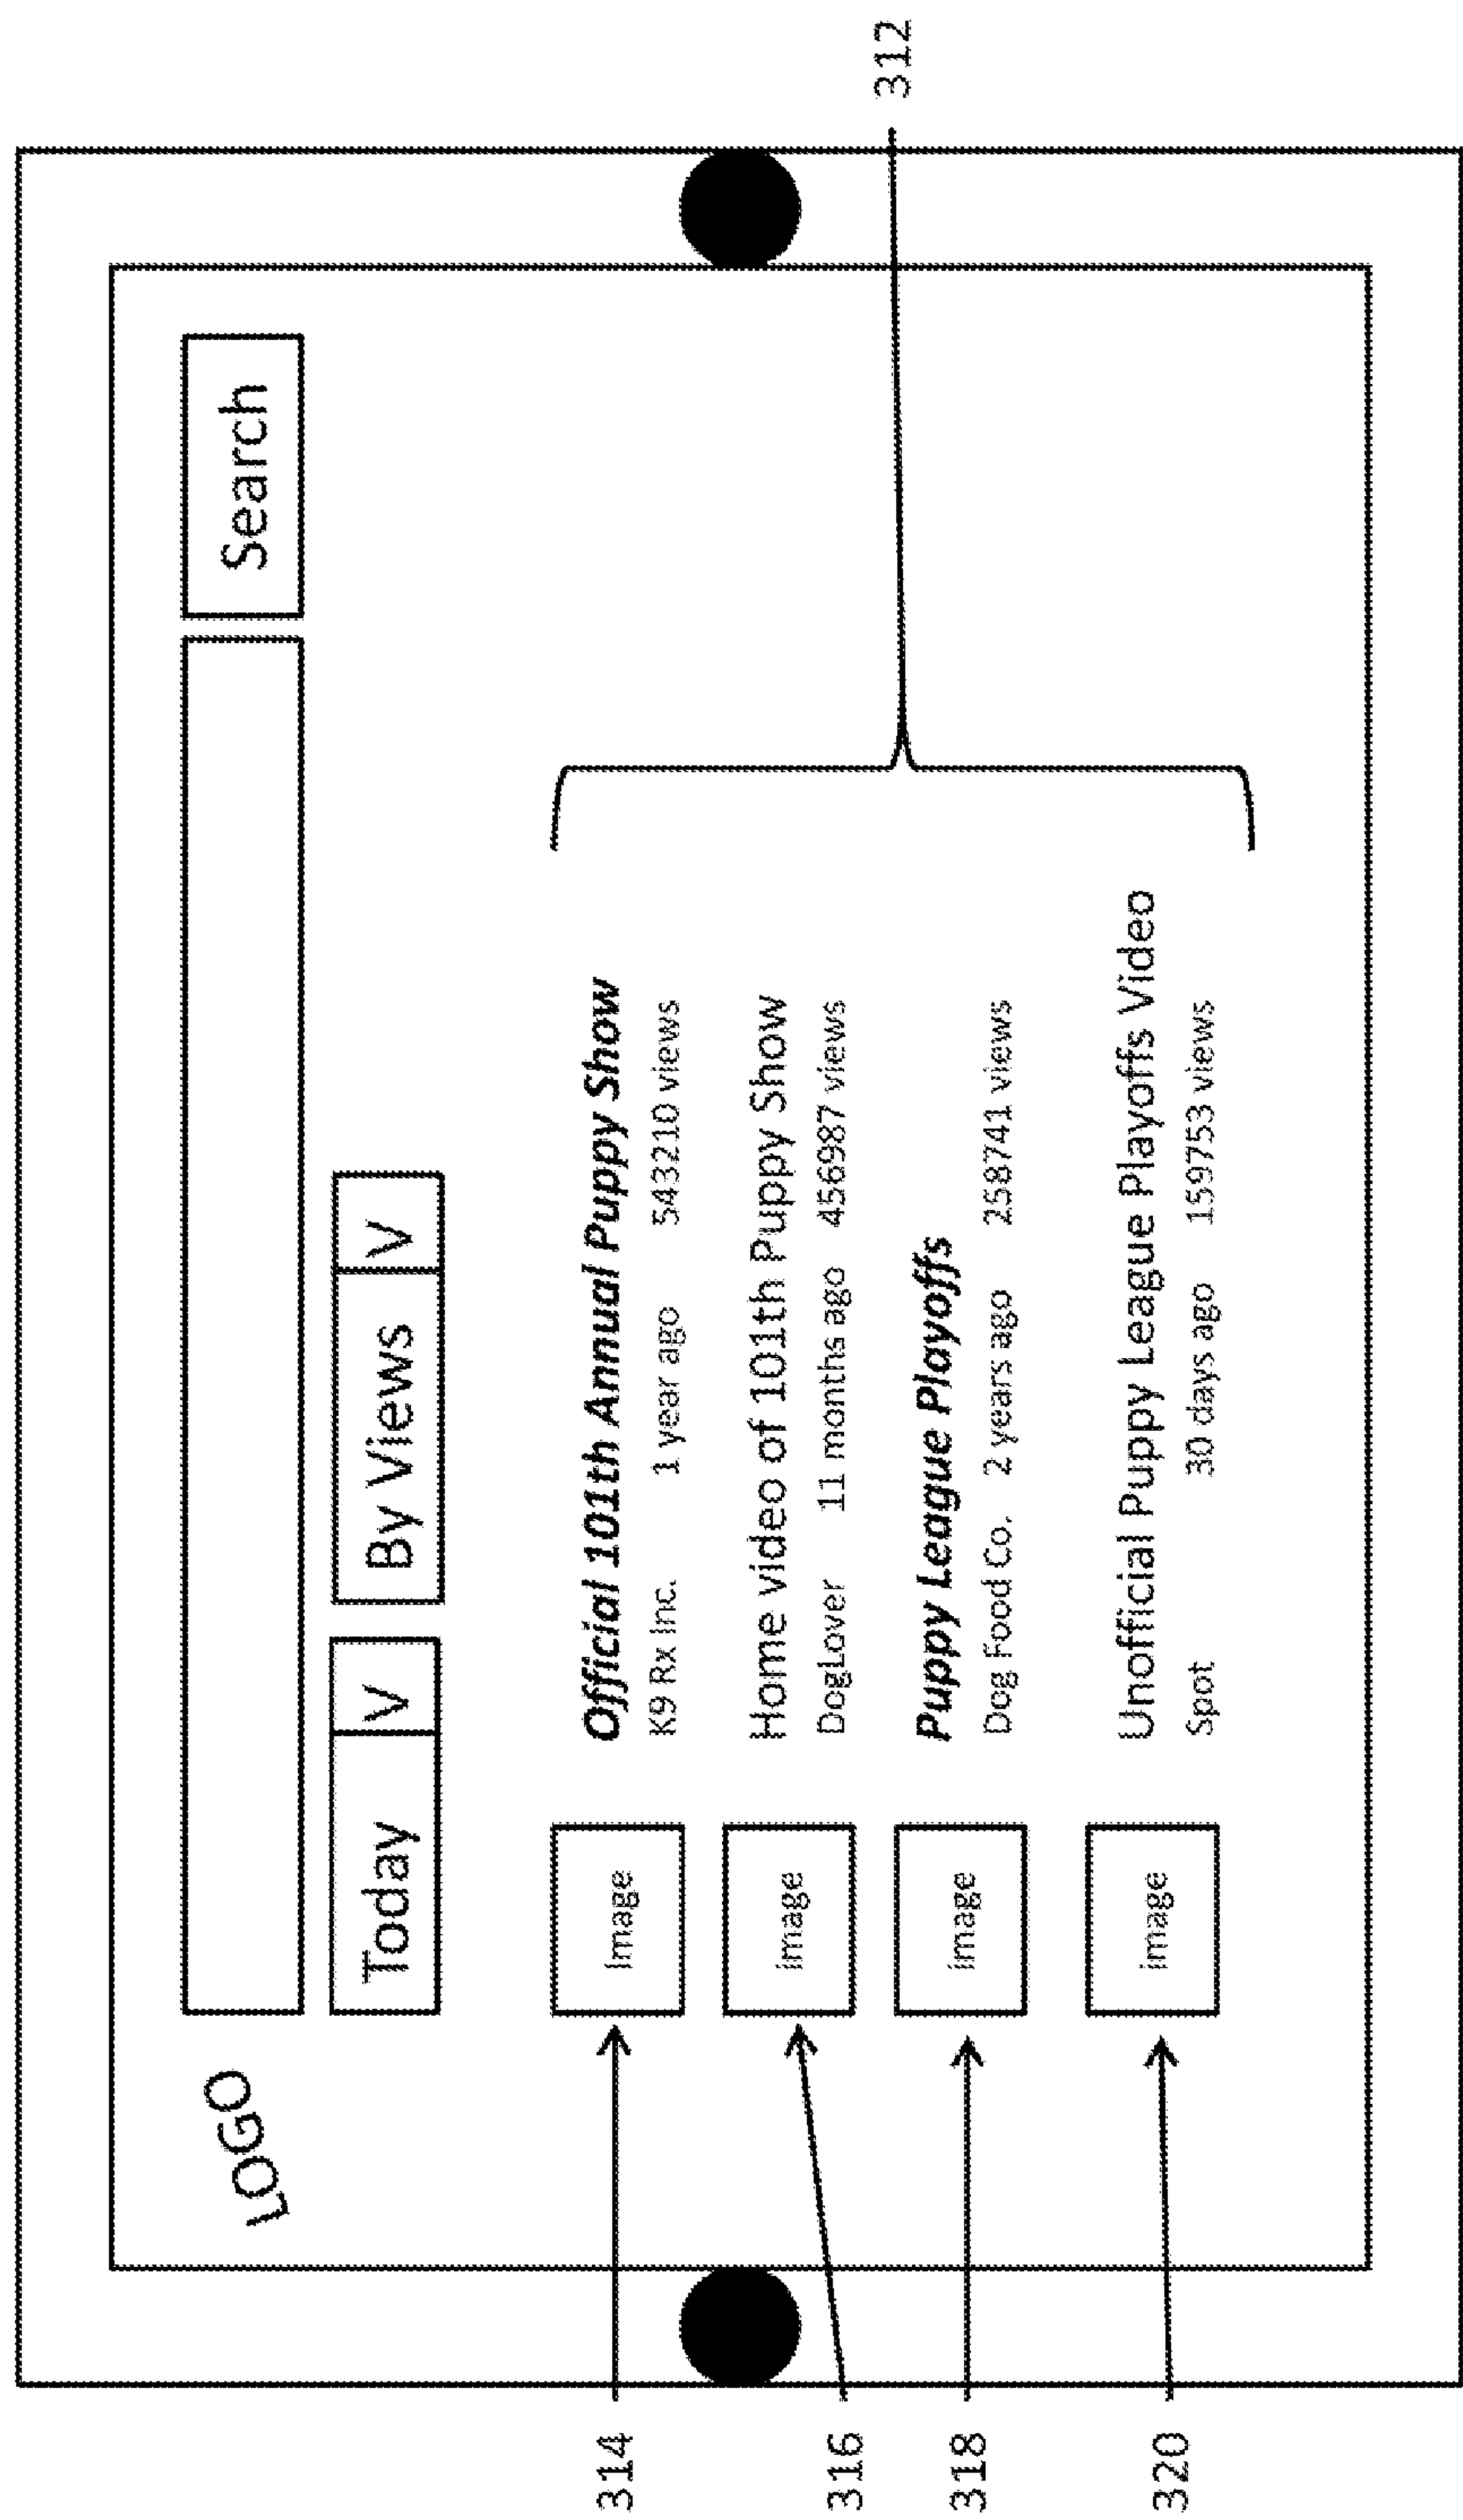 LOGO
Search
Today V By Views V
314 Image Official 101th Annual Puppy Show
K9 Rx Inc. 1 year ago 543210 views
316 image Home video of 101th Puppy Show
DogLover 11 months ago 456987 views
312
318 image Puppy League Playoffs
Dog Food Co. 2 years ago 258741 views
320 image Unofficial Puppy League Playoffs Video
Spot 30 days ago 159753 views